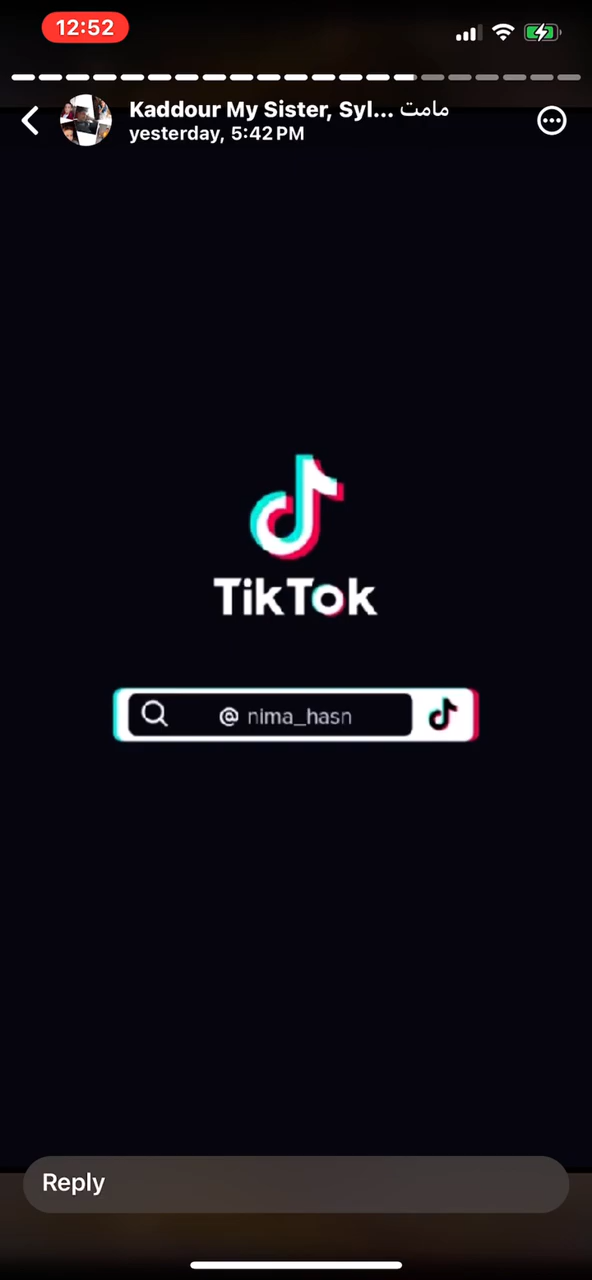 12:52
Kaddour My Sister, Syl... مامت
yesterday, 5:42 PM
TikTok
@ nima_hasn
Reply